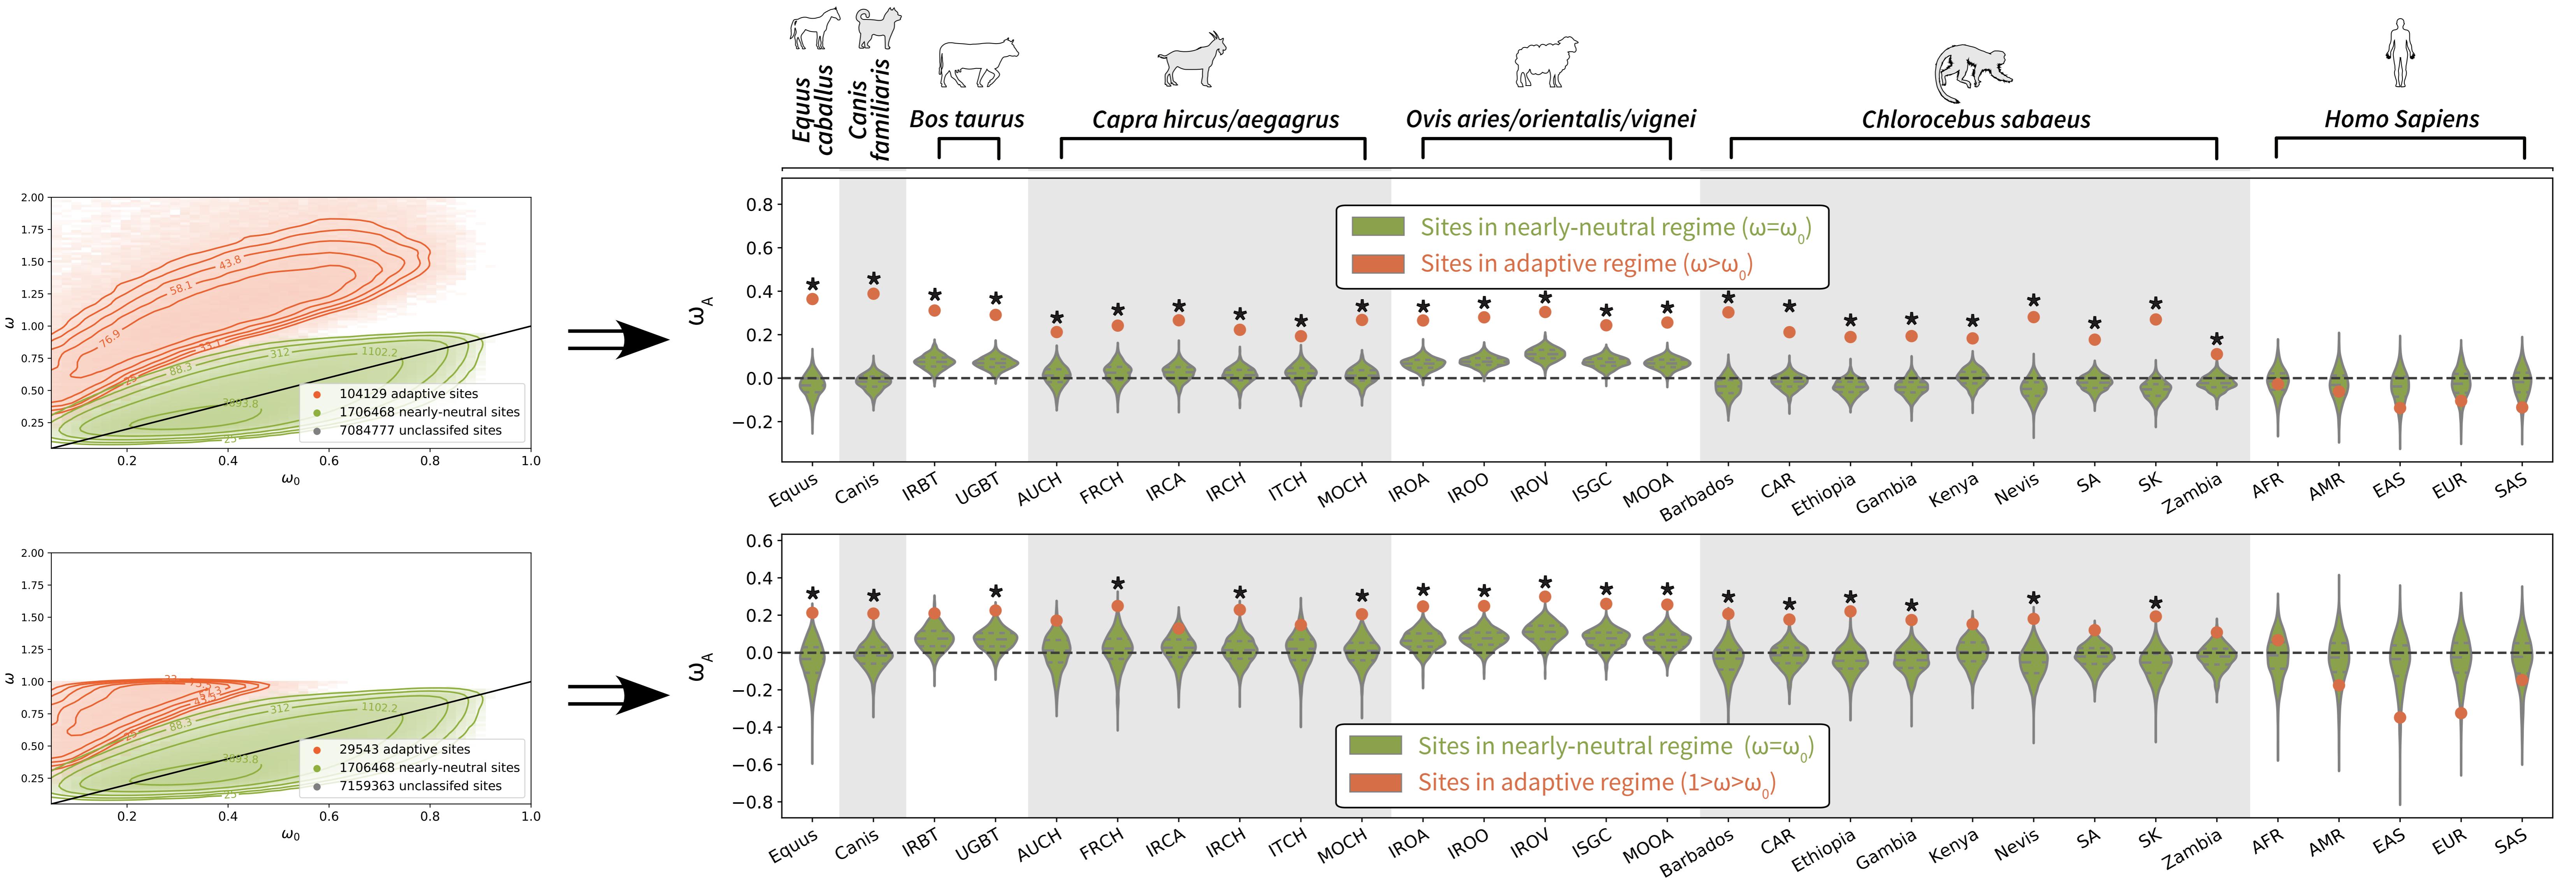 Equus
caballus
Canis
familiaris
Bos taurus
Capra hircus/aegagrus
Ovis aries/orientalis/vignei
Chlorocebus sabaeus
Homo Sapiens
2.00
1.75
1.50
1.25
1.00
0.75
0.50
0.25
ω
43.8
58.1
76.9
33.1
25
88.3
312
1102.2
3893.8
25
104129 adaptive sites
1706468 nearly-neutral sites
7084777 unclassifed sites
0.2 0.4 0.6 0.8 1.0
ω0
0.8
0.6
0.4
0.2
0.0
−0.2
ωA
Sites in nearly-neutral regime (ω=ω0)
Sites in adaptive regime (ω>ω0)
* * * * * * * * * * * * * * * * * * * * * * * *
Equus Canis IRBT UGBT AUCH FRCH IRCA IRCH ITCH MOCH IROA IROO IROV ISGC MOOA Barbados CAR Ethiopia Gambia Kenya Nevis SA SK Zambia AFR AMR EAS EUR SAS
2.00
1.75
1.50
1.25
1.00
0.75
0.50
0.25
ω
25
88.3
312
1102.2
3893.8
25
29543 adaptive sites
1706468 nearly-neutral sites
7159363 unclassifed sites
0.2 0.4 0.6 0.8 1.0
ω0
0.6
0.4
0.2
0.0
−0.2
−0.4
−0.6
−0.8
ωA
* * * * * * * * * * * * * * * * *
Sites in nearly-neutral regime (ω=ω0)
Sites in adaptive regime (1>ω>ω0)
Equus Canis IRBT UGBT AUCH FRCH IRCA IRCH ITCH MOCH IROA IROO IROV ISGC MOOA Barbados CAR Ethiopia Gambia Kenya Nevis SA SK Zambia AFR AMR EAS EUR SAS